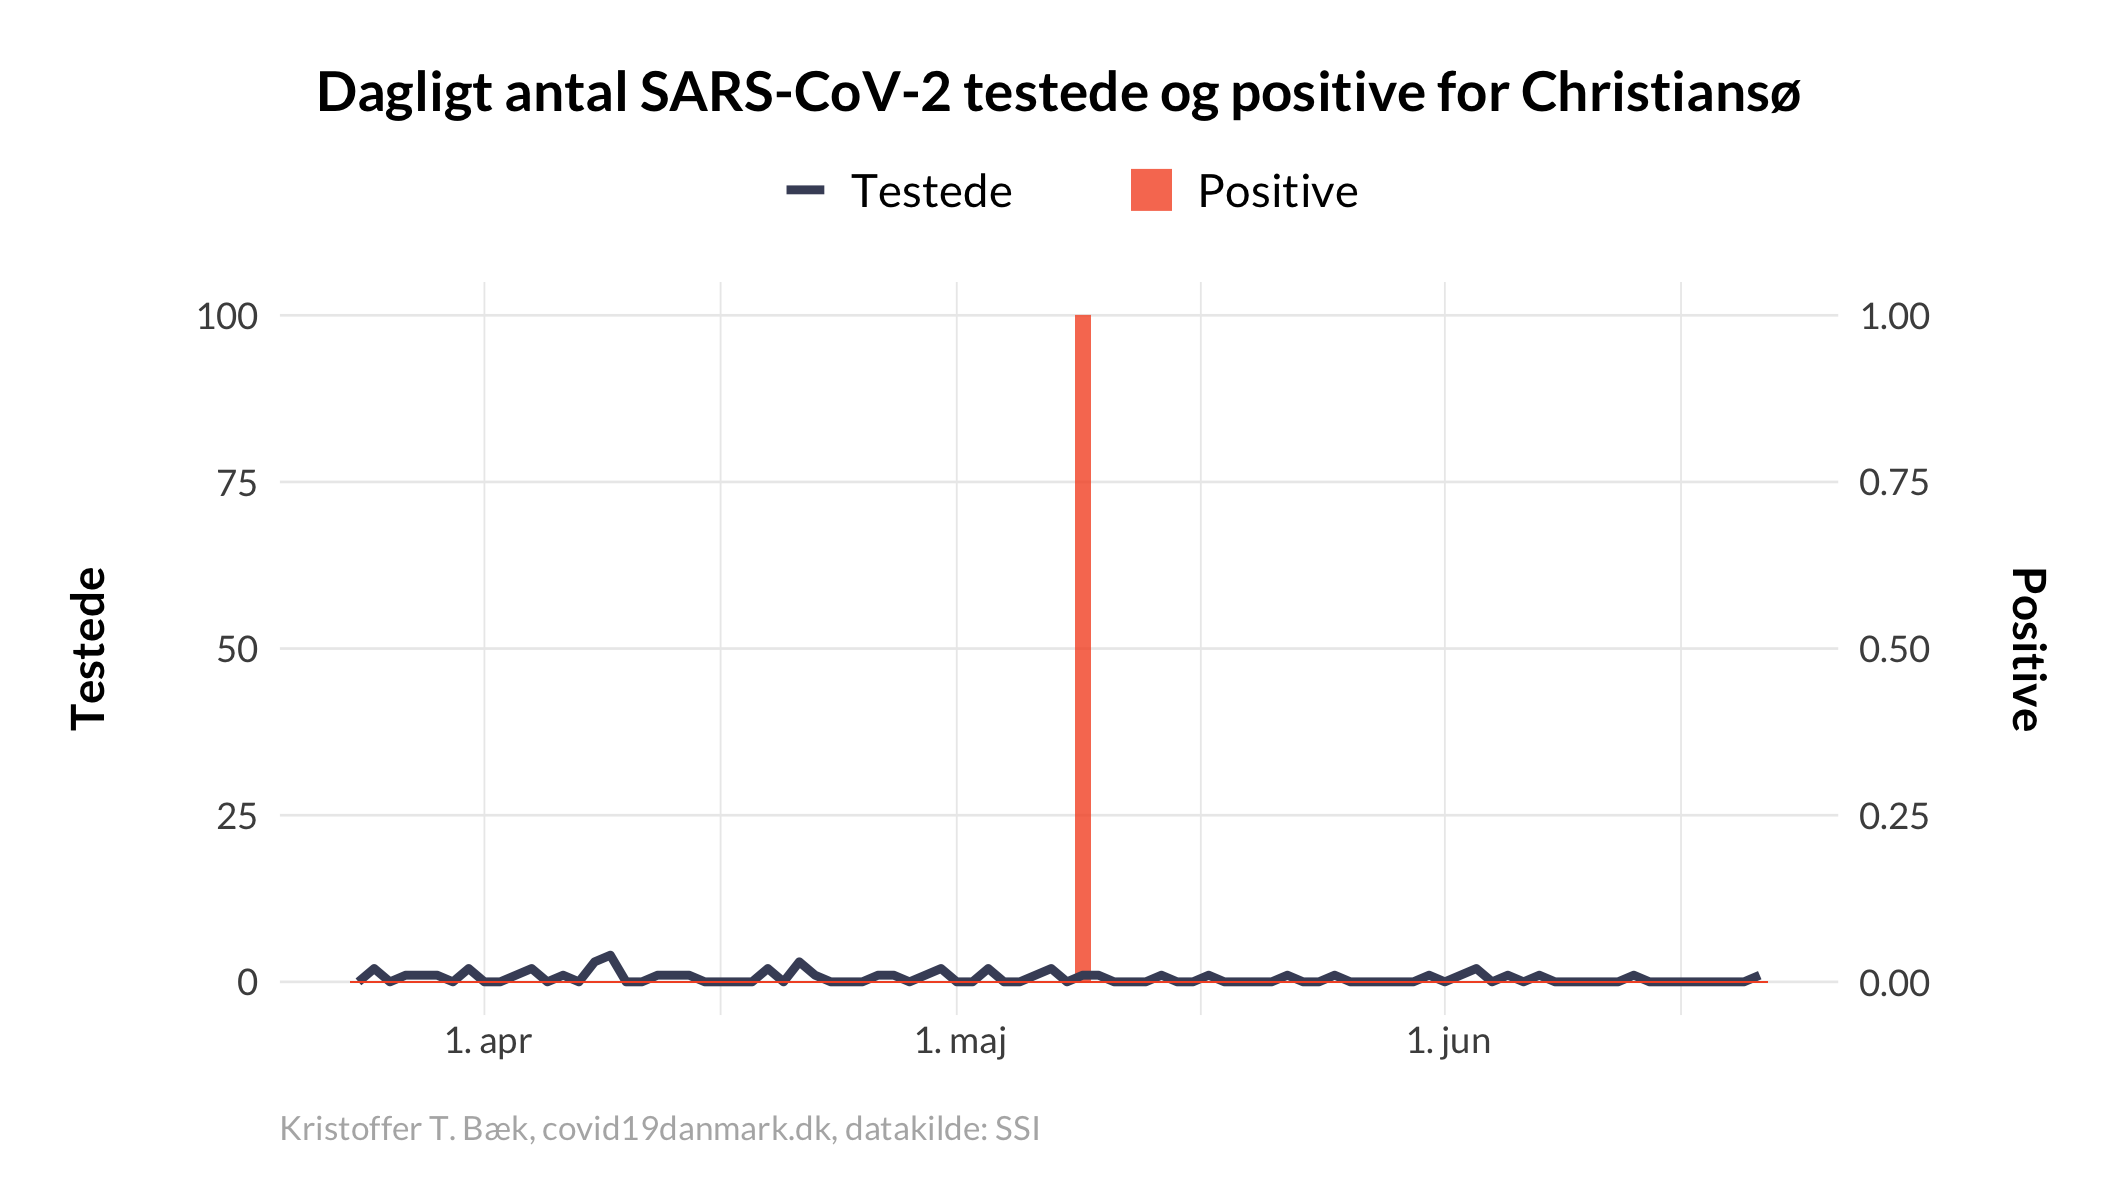 Dagligt antal SARS-CoV-2 testede og positive for Christiansø
Testede
Positive
100
75
50
25
0
1.00
0.75
0.50
0.25
0.00
Testede
Positive
1. apr
1. maj
1. jun
Kristoffer T. Bæk, covid19danmark.dk, datakilde: SSI